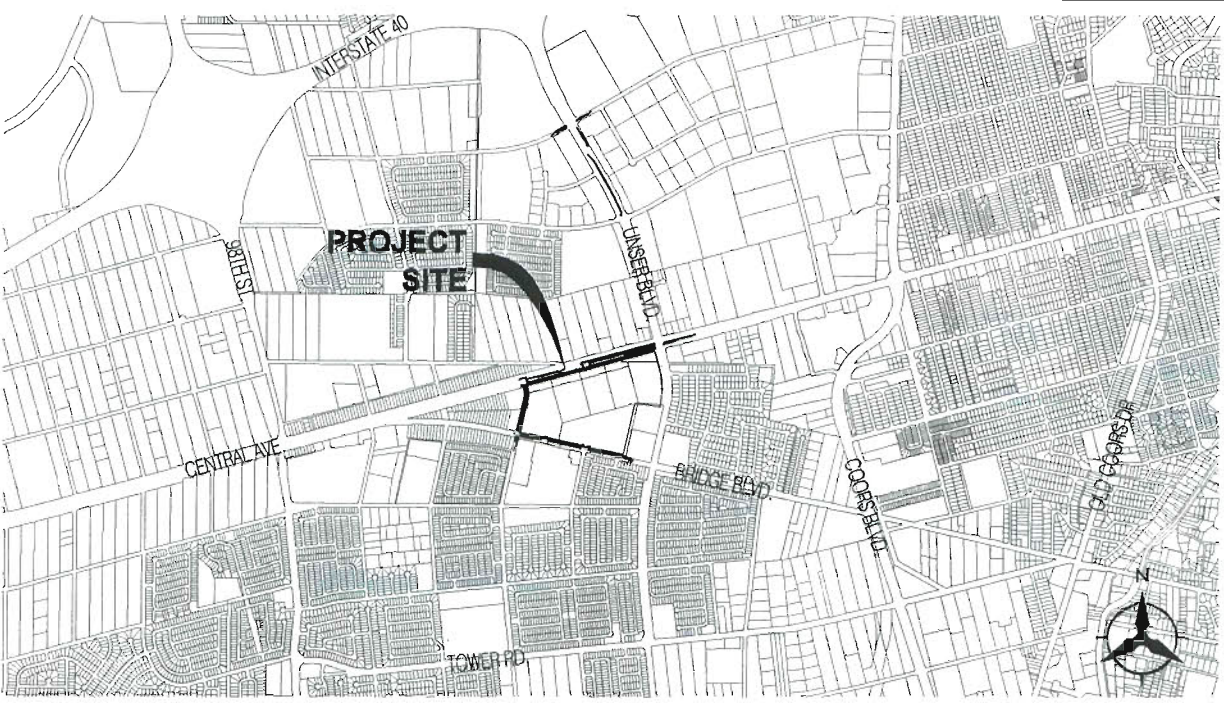 INTERSTATE 40
98TH ST.
PROJECT
SITE
UNSER BLVD.
CENTRAL AVE
BRIDGE BLVD.
COORS BLVD.
OLD COORS DR
TOWER RD.
N